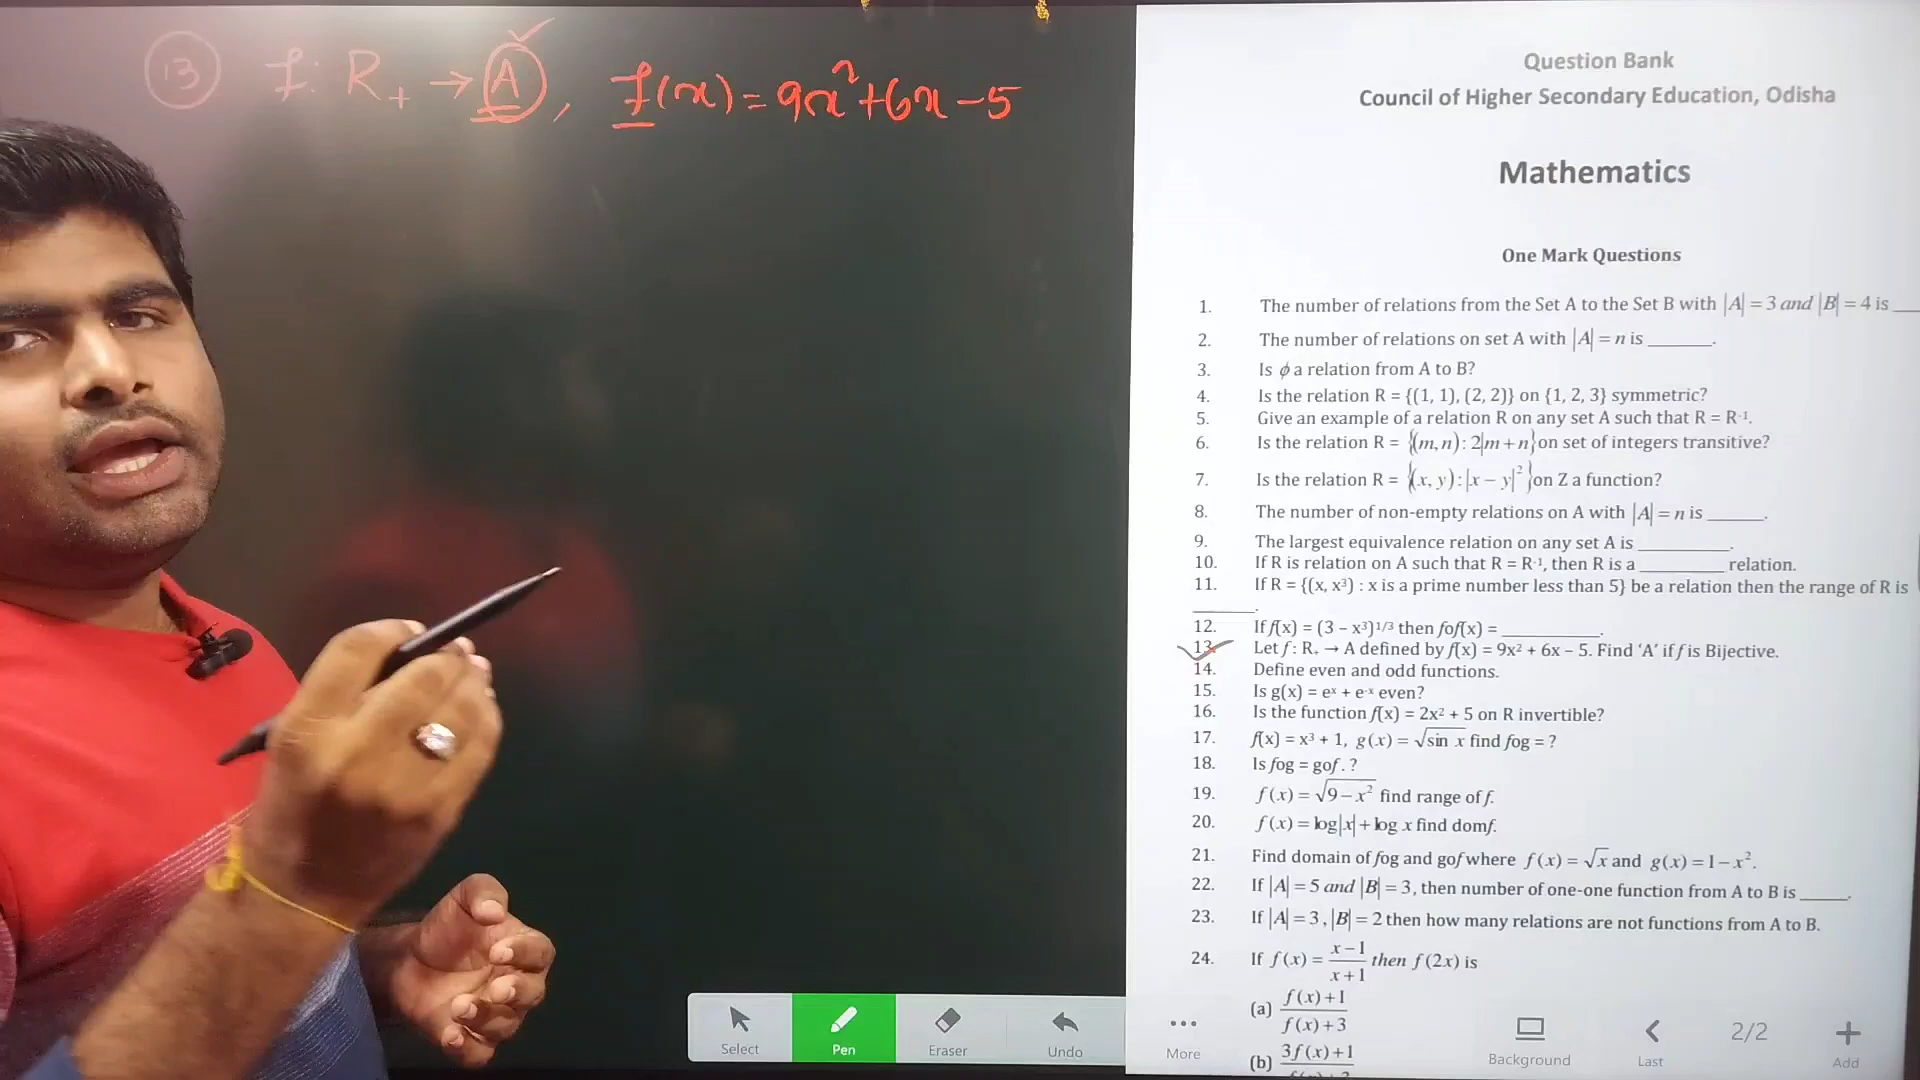 13 f: R₊ → A, f(x) = 9x² + 6x - 5
Question Bank
Council of Higher Secondary Education, Odisha
Mathematics
One Mark Questions
1. The number of relations from the Set A to the Set B with |A| = 3 and |B| = 4 is ____
2. The number of relations on set A with |A| = n is ______.
3. Is ϕ a relation from A to B?
4. Is the relation R = {(1, 1), (2, 2)} on {1, 2, 3} symmetric?
5. Give an example of a relation R on any set A such that R = R⁻¹.
6. Is the relation R = {(m, n) : 2|m + n} on set of integers transitive?
7. Is the relation R = {(x, y) : |x − y|²} on Z a function?
8. The number of non-empty relations on A with |A| = n is ______.
9. The largest equivalence relation on any set A is _________.
10. If R is relation on A such that R = R⁻¹, then R is a _________ relation.
11. If R = {(x, x³) : x is a prime number less than 5} be a relation then the range of R is
_______.
12. If f(x) = (3 – x³)¹/³ then fof(x) = __________.
13. Let f : R₊ → A defined by f(x) = 9x² + 6x – 5. Find ‘A’ if f is Bijective.
14. Define even and odd functions.
15. Is g(x) = eˣ + e⁻ˣ even?
16. Is the function f(x) = 2x² + 5 on R invertible?
17. f(x) = x³ + 1, g(x) = √sin x find fog = ?
18. Is fog = gof . ?
19. f(x) = √9 − x² find range of f.
20. f(x) = log|x| + log x find domf.
21. Find domain of fog and gof where f(x) = √x and g(x) = 1 − x².
22. If |A| = 5 and |B| = 3, then number of one-one function from A to B is _____.
23. If |A| = 3, |B| = 2 then how many relations are not functions from A to B.
24. If f(x) = (x − 1)/(x + 1) then f(2x) is
(a) (f(x) + 1)/(f(x) + 3)
(b) 3f(x) + 1
Select
Pen
Eraser
Undo
More
Background
Last
2/2
Add